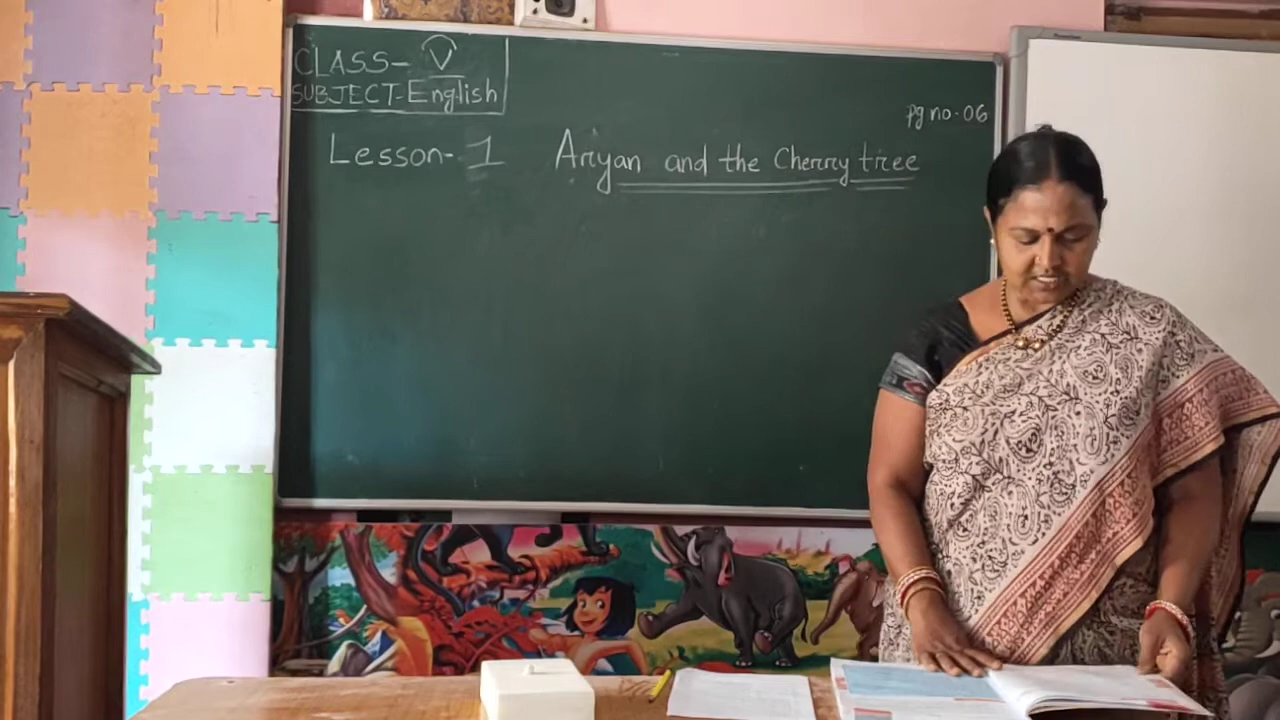 CLASS- V
SUBJECT-English
pg no-06
Lesson-1 Ariyan and the Cherry tree